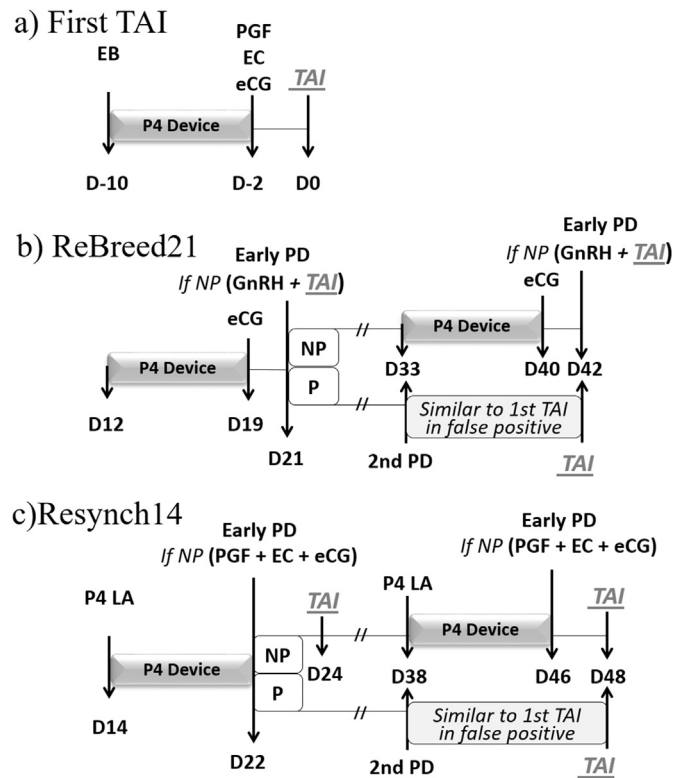 a) First TAI
EB
PGF
EC
eCG
TAI
P4 Device
D-10
D-2
D0
b) ReBreed21
Early PD
If NP (GnRH + TAI)
eCG
P4 Device
NP
P
D12
D19
D21
Early PD
If NP (GnRH + TAI)
eCG
P4 Device
D33
D40
D42
Similar to 1st TAI
in false positive
2nd PD
TAI
c)Resynch14
Early PD
If NP (PGF + EC + eCG)
P4 LA
TAI
P4 Device
NP
P
D24
D14
D22
Early PD
If NP (PGF + EC + eCG)
P4 LA
TAI
P4 Device
D38
D46
D48
Similar to 1st TAI
in false positive
2nd PD
TAI